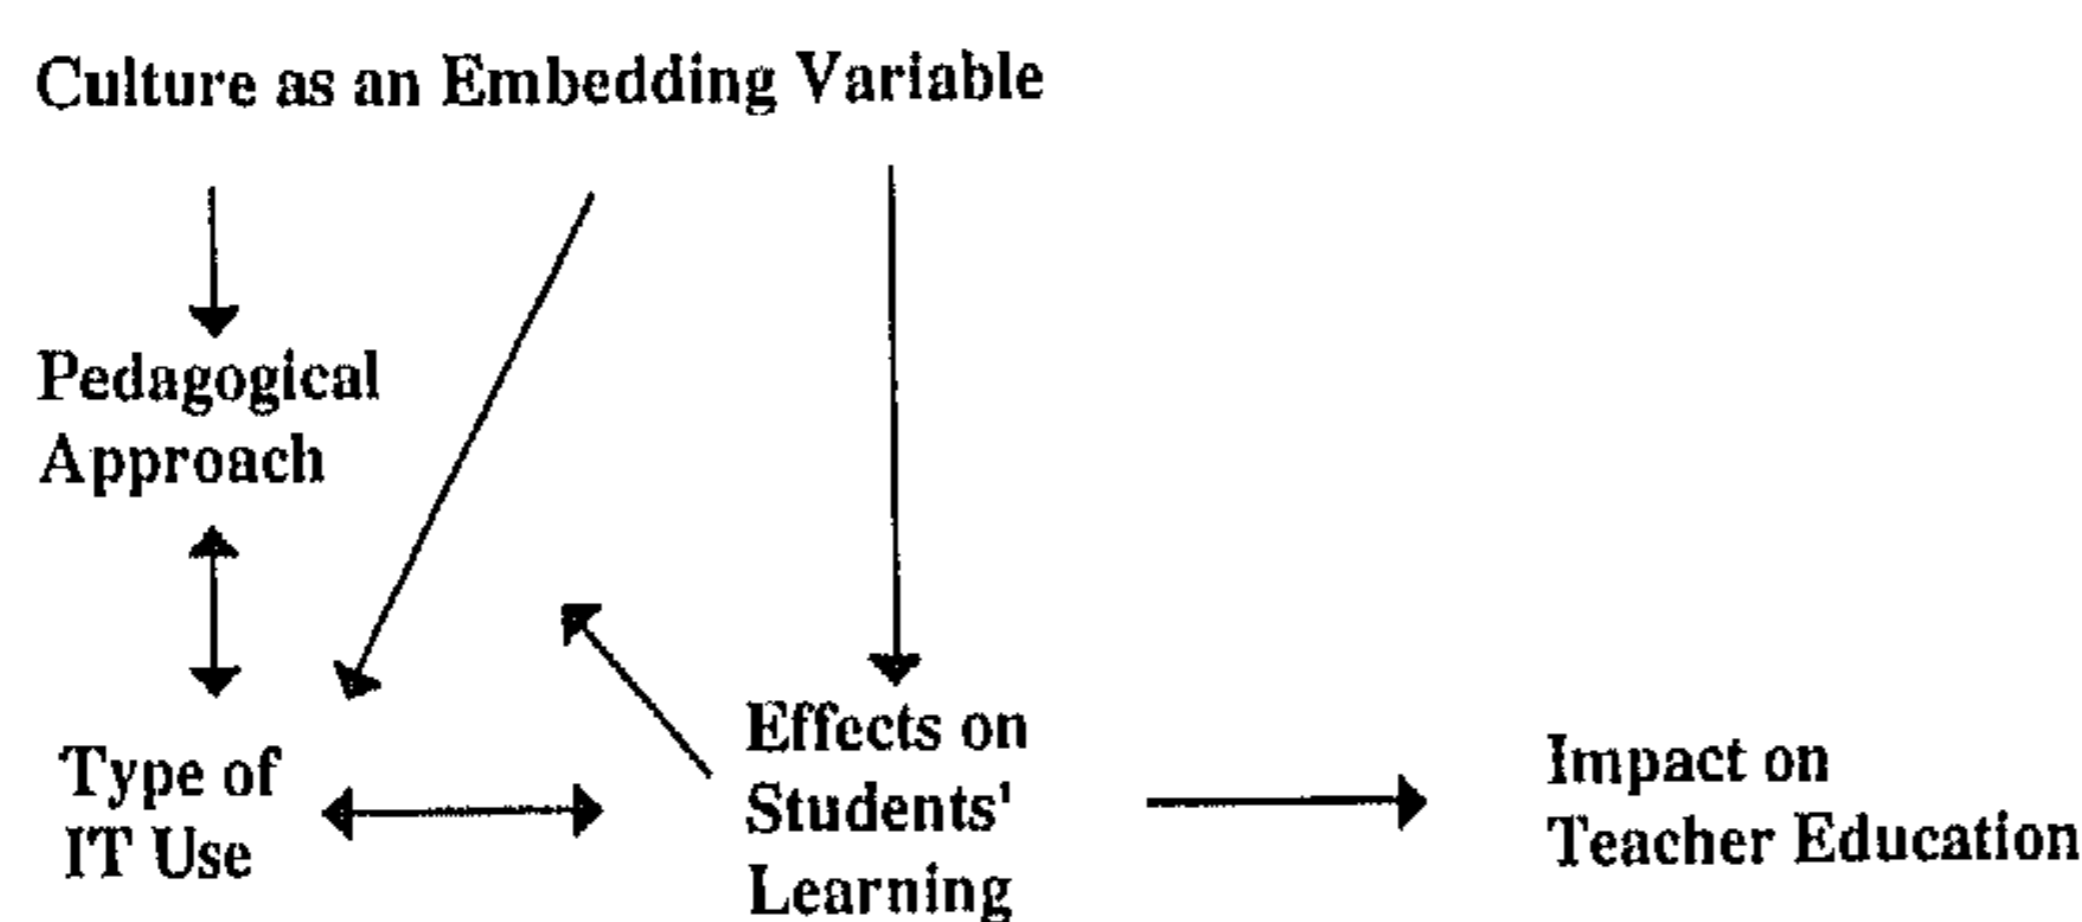 Culture as an Embedding Variable
Pedagogical
Approach
Type of
IT Use
Effects on
Students'
Learning
Impact on
Teacher Education